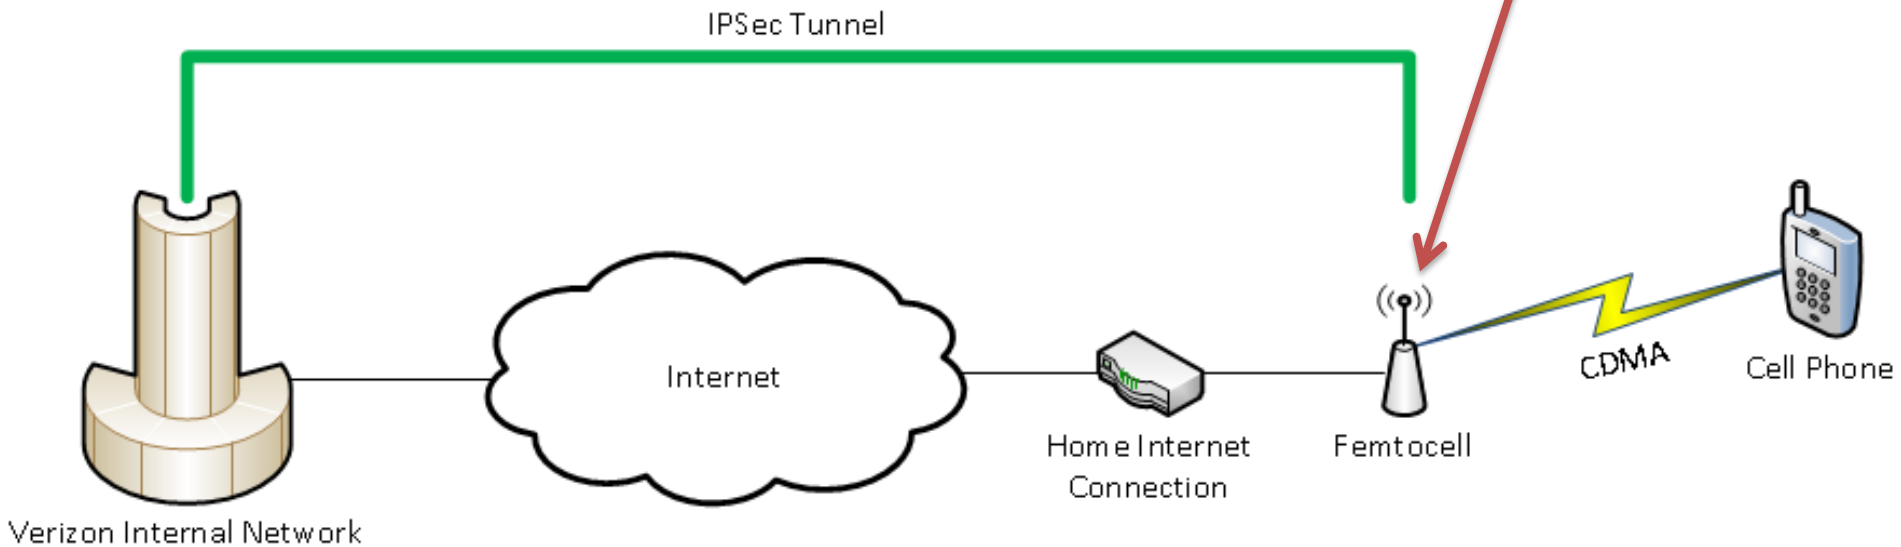 IPSec Tunnel
Internet
CDMA
Cell Phone
Home Internet
Connection
Femtocell
Verizon Internal Network